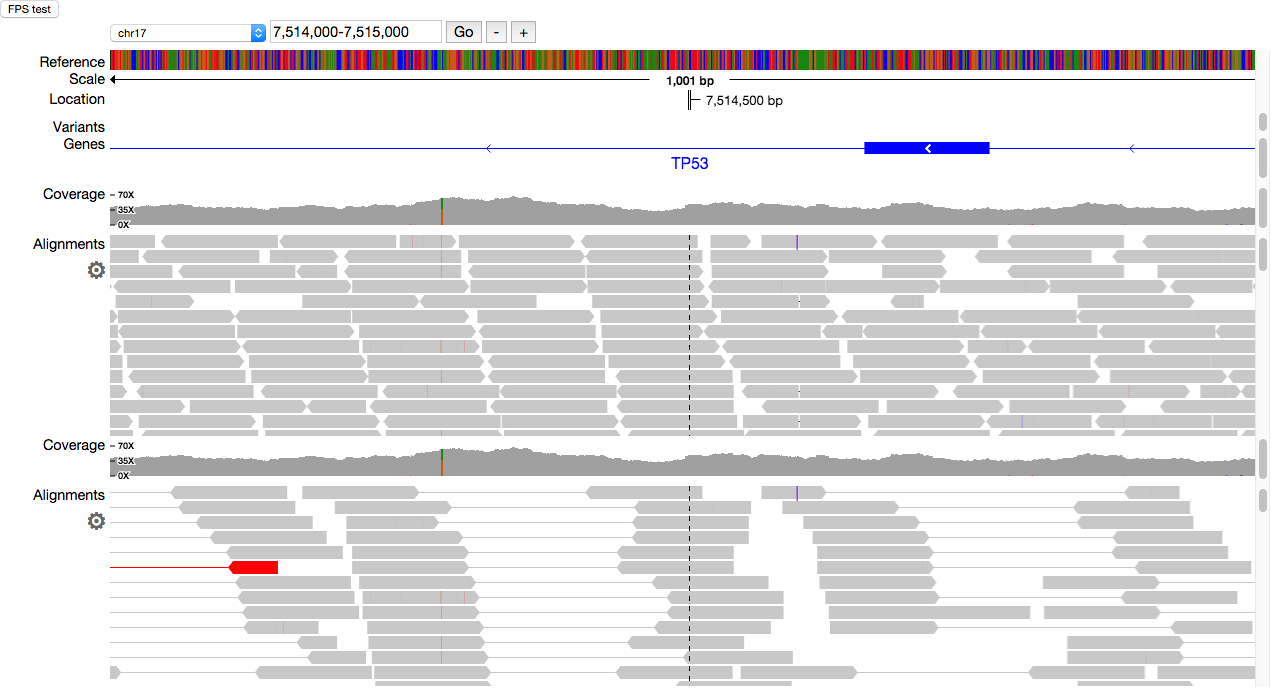 FPS test
chr17 7,514,000-7,515,000 Go - +
Reference
Scale 1,001 bp
Location 7,514,500 bp
Variants
Genes
TP53
Coverage 70X
35X
0X
Alignments
Coverage 70X
35X
0X
Alignments